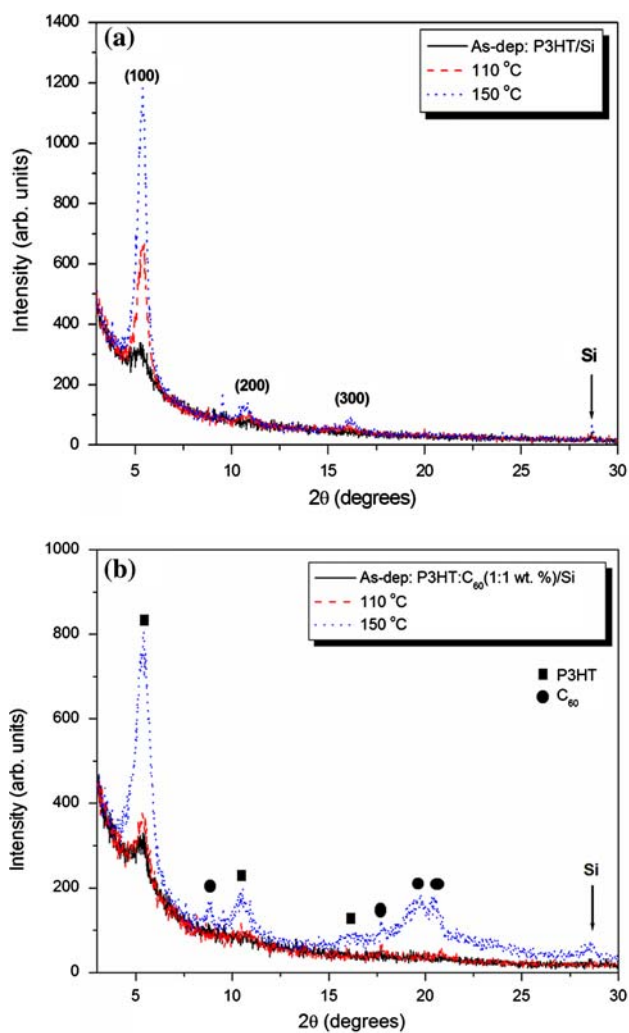 (a)
1400
1200
1000
800
600
400
200
0
Intensity (arb. units)
As-dep: P3HT/Si
110 °C
150 °C
(100)
(200)
(300)
Si
5
10
15
20
25
30
2θ (degrees)
(b)
1000
800
600
400
200
0
Intensity (arb. units)
As-dep: P3HT:C₆₀(1:1 wt. %)/Si
110 °C
150 °C
P3HT
C₆₀
Si
5
10
15
20
25
30
2θ (degrees)